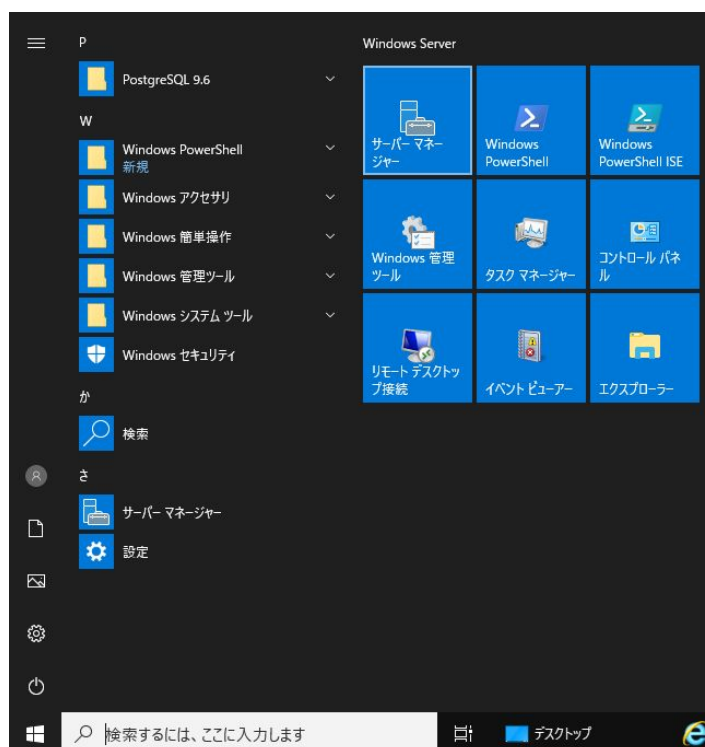 P
PostgreSQL 9.6
W
Windows PowerShell
新規
Windows アクセサリ
Windows 簡単操作
Windows 管理ツール
Windows システム ツール
Windows セキュリティ
か
検索
さ
サーバー マネージャー
設定
Windows Server
サーバー マネー
ジャー
Windows
PowerShell
Windows
PowerShell ISE
Windows 管理
ツール
タスク マネージャー
コントロール パネ
ル
リモート デスクトッ
プ接続
イベント ビューアー
エクスプローラー
検索するには、ここに入力します
デスクトップ